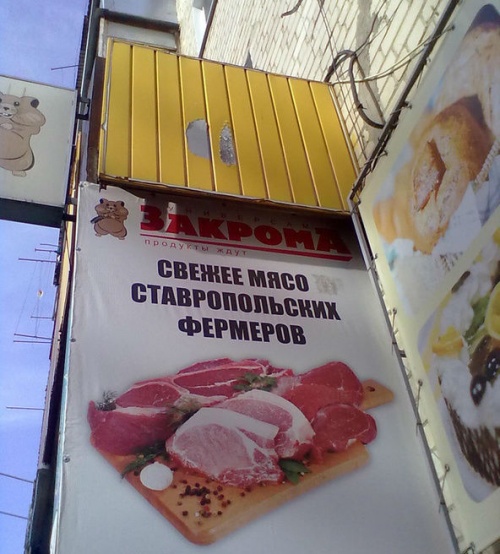 ЗАКРОМА
продукты ждут
СВЕЖЕЕ МЯСО
СТАВРОПОЛЬСКИХ
ФЕРМЕРОВ